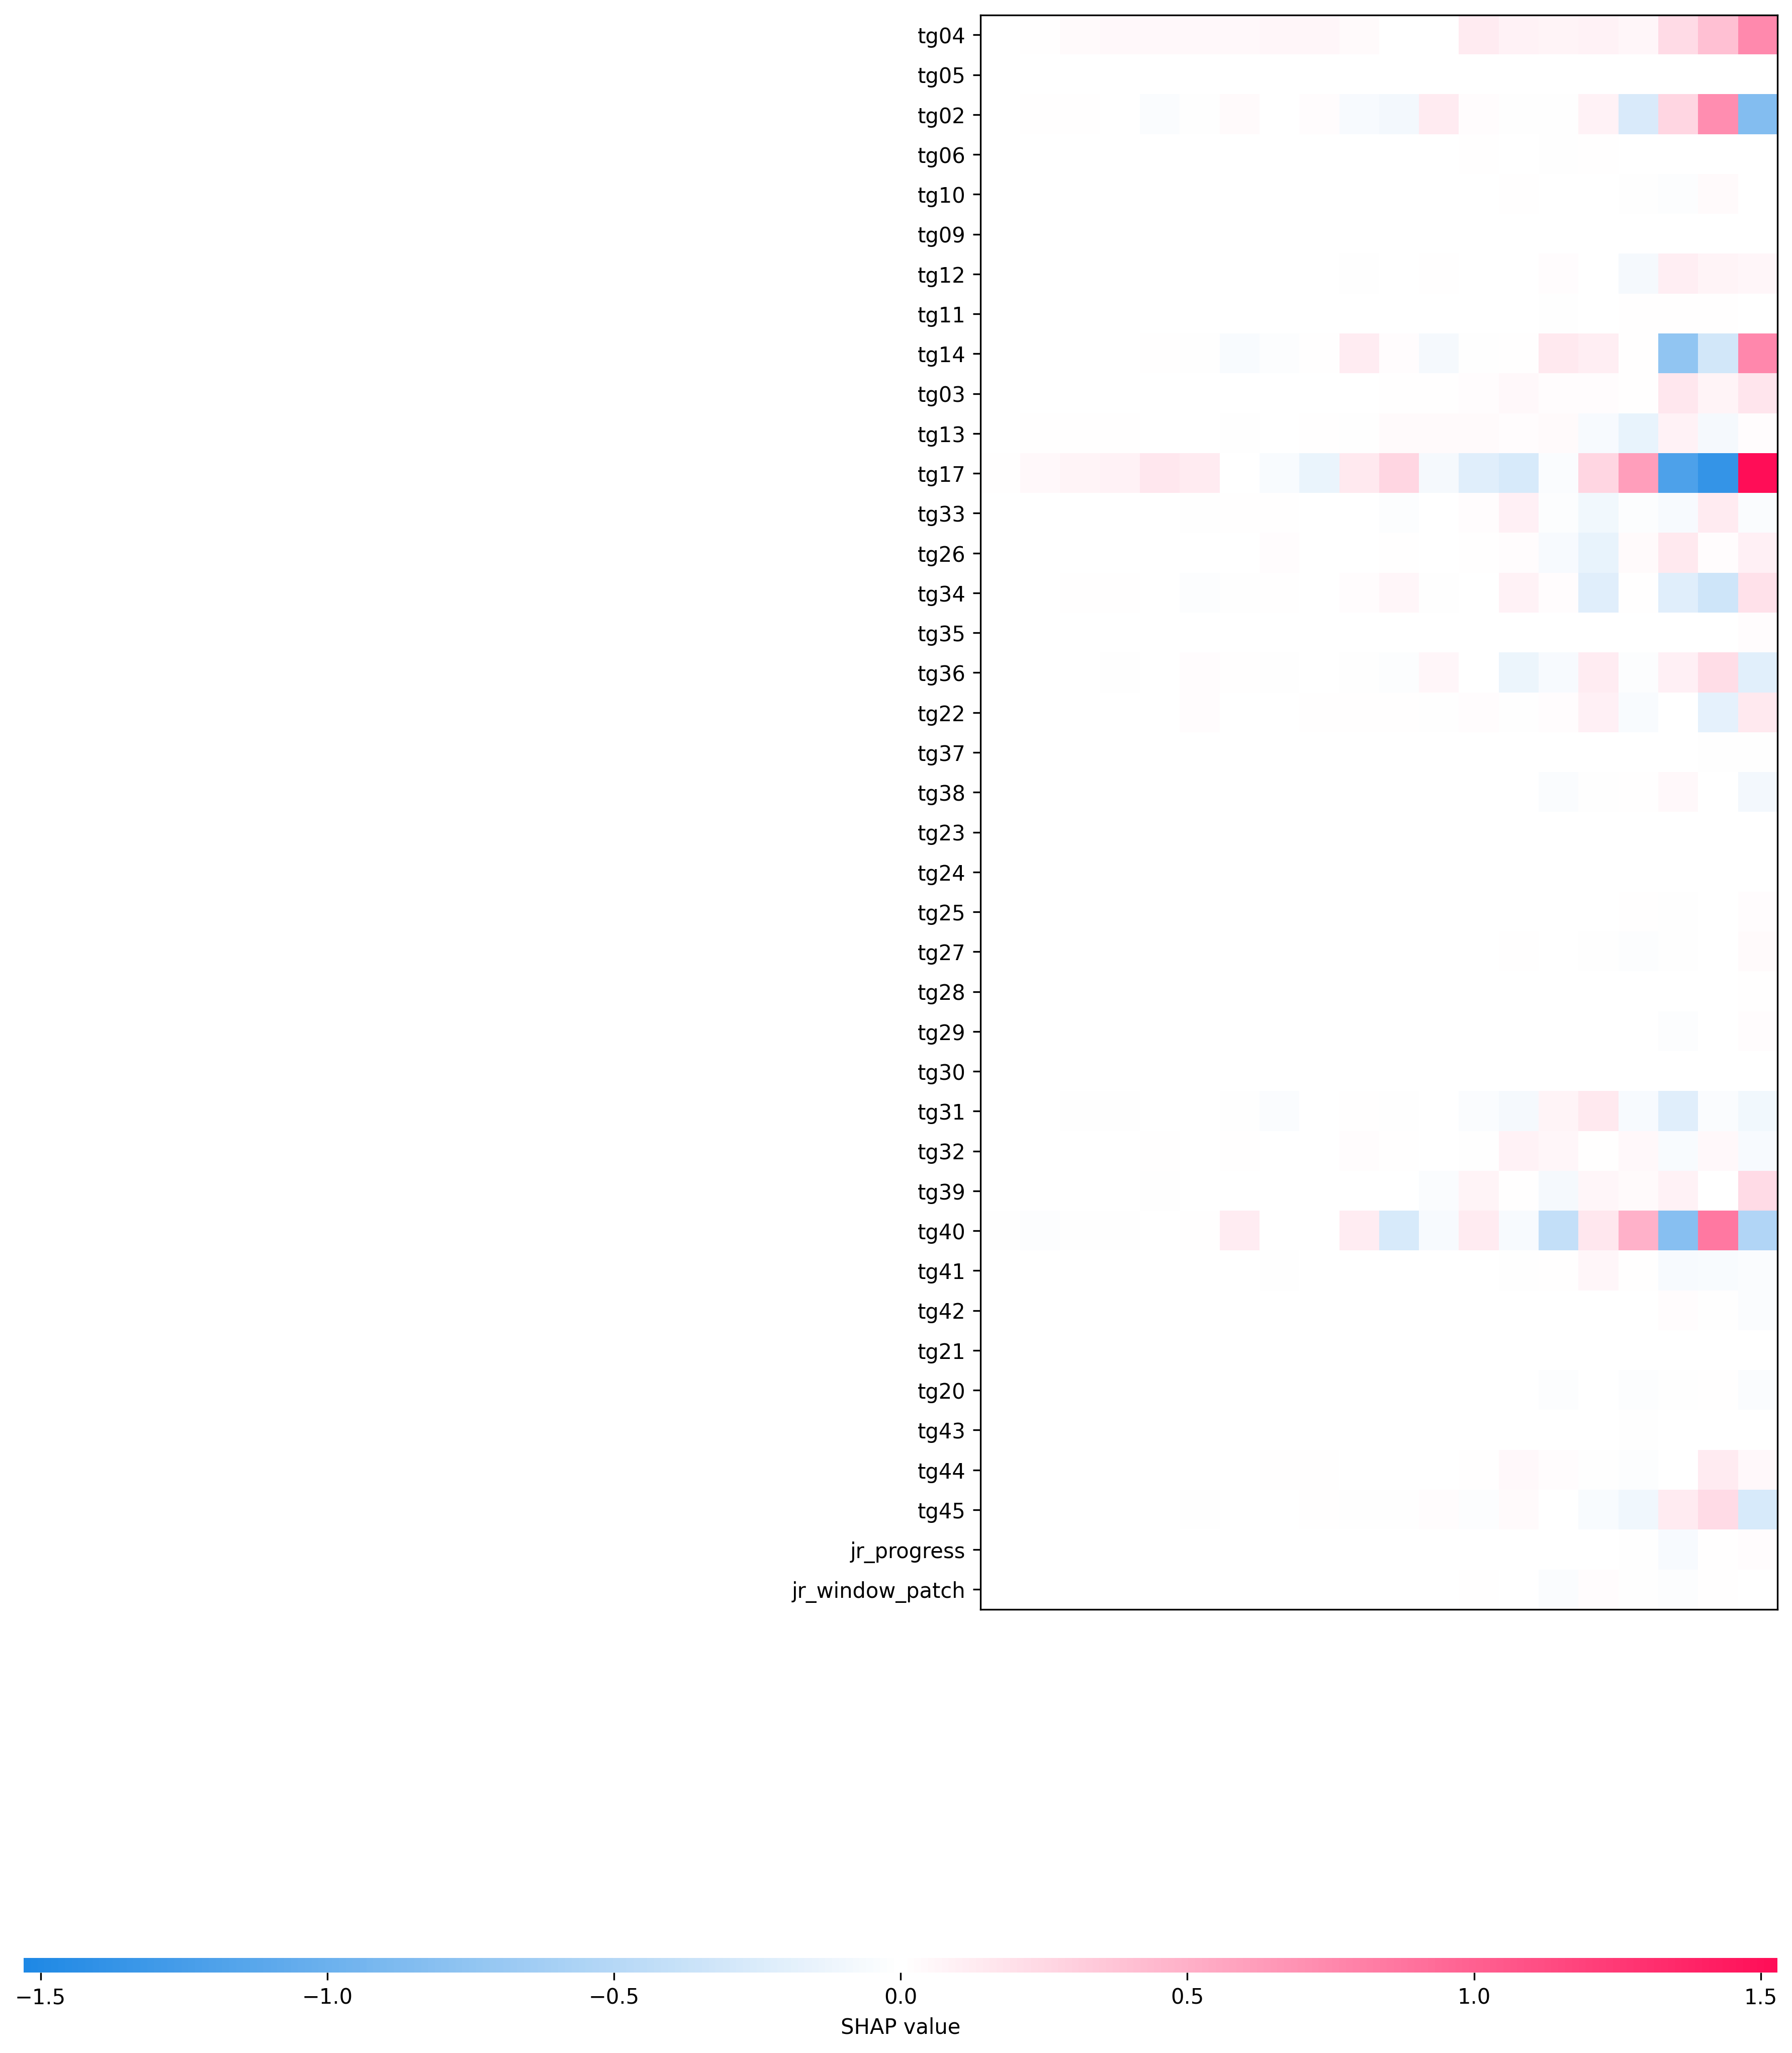 tg04
tg05
tg02
tg06
tg10
tg09
tg12
tg11
tg14
tg03
tg13
tg17
tg33
tg26
tg34
tg35
tg36
tg22
tg37
tg38
tg23
tg24
tg25
tg27
tg28
tg29
tg30
tg31
tg32
tg39
tg40
tg41
tg42
tg21
tg20
tg43
tg44
tg45
jr_progress
jr_window_patch
−1.5 −1.0 −0.5 0.0 0.5 1.0 1.5
SHAP value